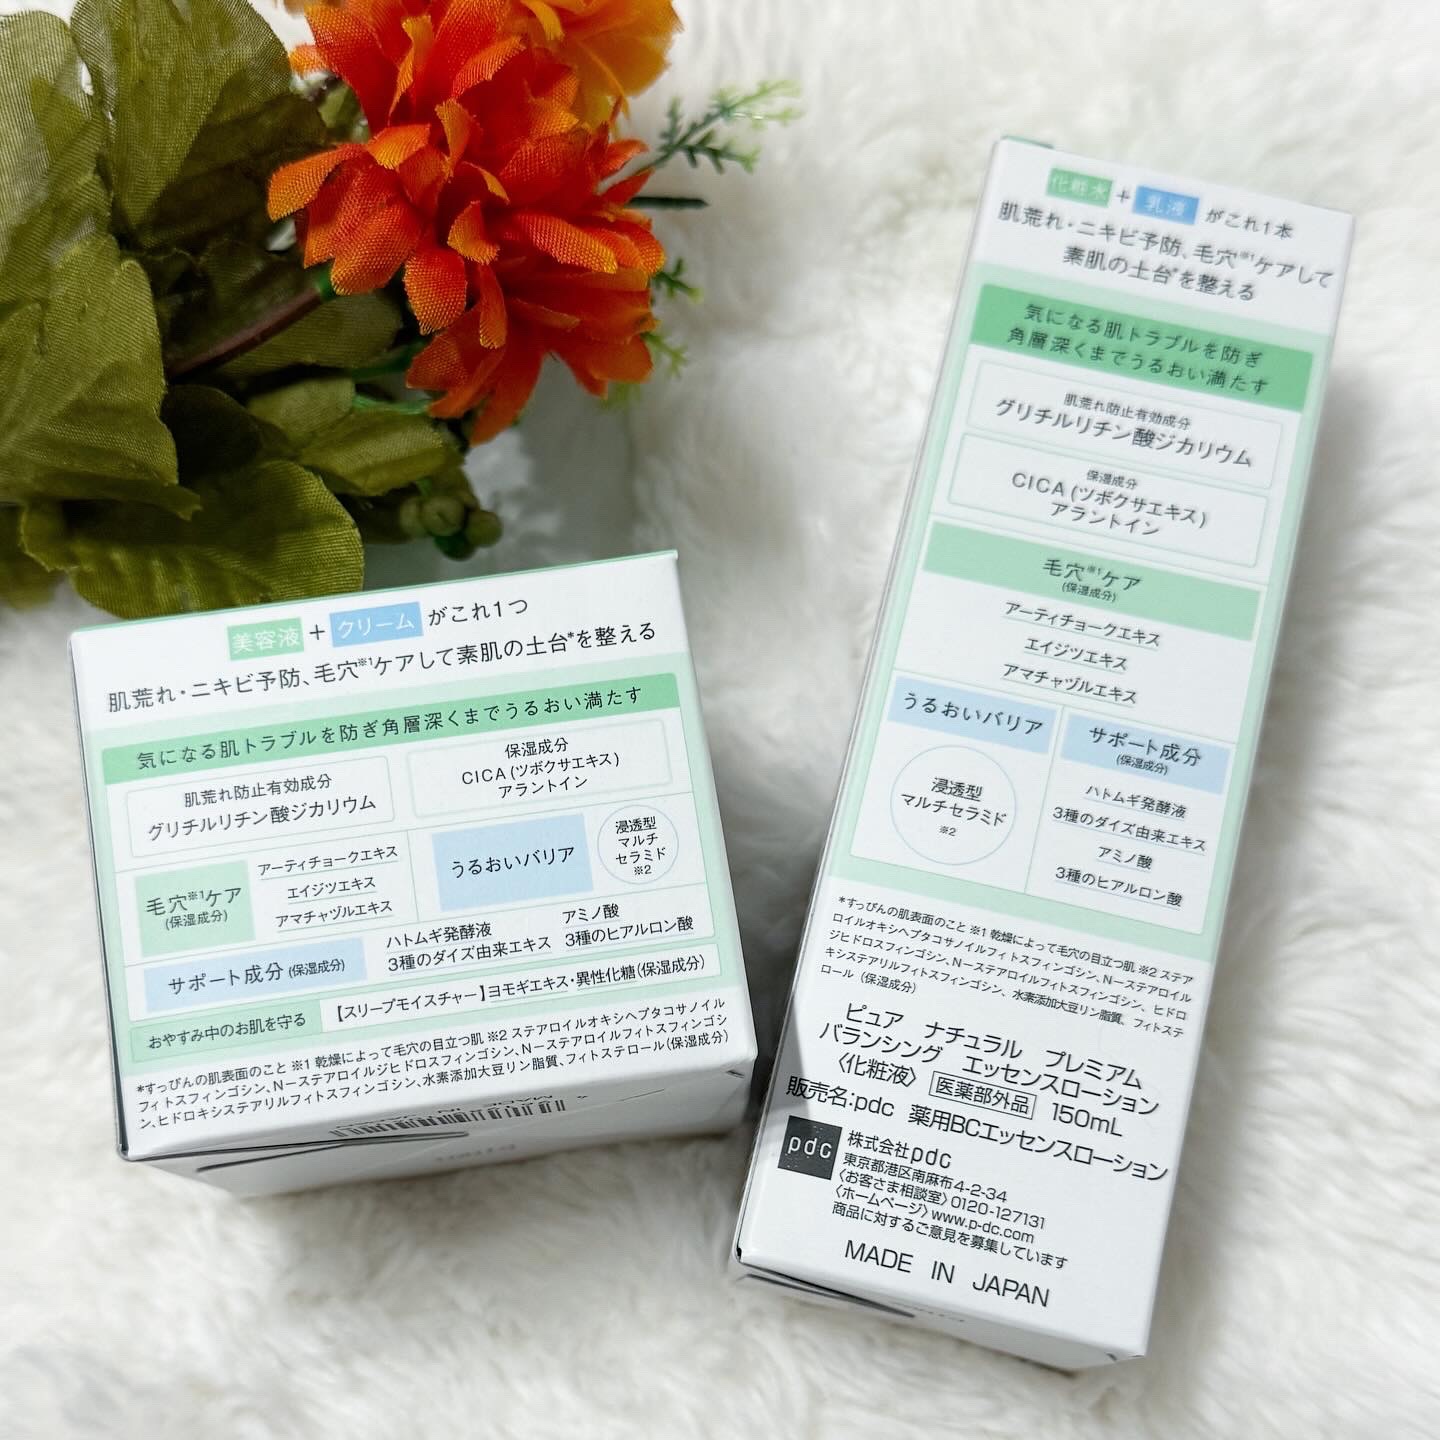 美容液 + クリーム がこれ1つ
肌荒れ・ニキビ予防、毛穴※1ケアして素肌の土台*を整える
気になる肌トラブルを防ぎ角層深くまでうるおい満たす
肌荒れ防止有効成分
グリチルリチン酸ジカリウム
保湿成分
CICA(ツボクサエキス)
アラントイン
毛穴※1ケア
(保湿成分)
アーティチョークエキス
エイジツエキス
アマチャヅルエキス
うるおいバリア
浸透型
マルチ
セラミド
※2
サポート成分(保湿成分)
ハトムギ発酵液
3種のダイズ由来エキス
アミノ酸
3種のヒアルロン酸
おやすみ中のお肌を守る
【スリープモイスチャー】ヨモギエキス・異性化糖(保湿成分)
*すっぴんの肌表面のこと ※1 乾燥によって毛穴の目立つ肌 ※2 ステアロイルオキシヘプタコサノイル
フィトスフィンゴシン、N−ステアロイルジヒドロスフィンゴシン、N−ステアロイルフィトスフィンゴシ
ン、ヒドロキシステアリルフィトスフィンゴシン、水素添加大豆リン脂質、フィトステロール(保湿成分)
化粧水 + 乳液 がこれ1本
肌荒れ・ニキビ予防、毛穴※1ケアして
素肌の土台*を整える
気になる肌トラブルを防ぎ
角層深くまでうるおい満たす
肌荒れ防止有効成分
グリチルリチン酸ジカリウム
保湿成分
CICA(ツボクサエキス)
アラントイン
毛穴※1ケア
(保湿成分)
アーティチョークエキス
エイジツエキス
アマチャヅルエキス
うるおいバリア
浸透型
マルチセラミド
※2
サポート成分
(保湿成分)
ハトムギ発酵液
3種のダイズ由来エキス
アミノ酸
3種のヒアルロン酸
*すっぴんの肌表面のこと ※1 乾燥によって毛穴の目立つ肌 ※2 ステア
ロイルオキシヘプタコサノイルフィトスフィンゴシン、N−ステアロイル
ジヒドロスフィンゴシン、N−ステアロイルフィトスフィンゴシン、ヒドロ
キシステアリルフィトスフィンゴシン、水素添加大豆リン脂質、フィトステ
ロール(保湿成分)
ピュア ナチュラル プレミアム
バランシング エッセンスローション
〈化粧液〉 医薬部外品 150mL
販売名:pdc 薬用BCエッセンスローション
pdc
株式会社pdc
東京都港区南麻布4-2-34
〈お客さま相談室〉0120-127131
〈ホームページ〉www.p-dc.com
商品に対するご意見を募集しています
MADE IN JAPAN